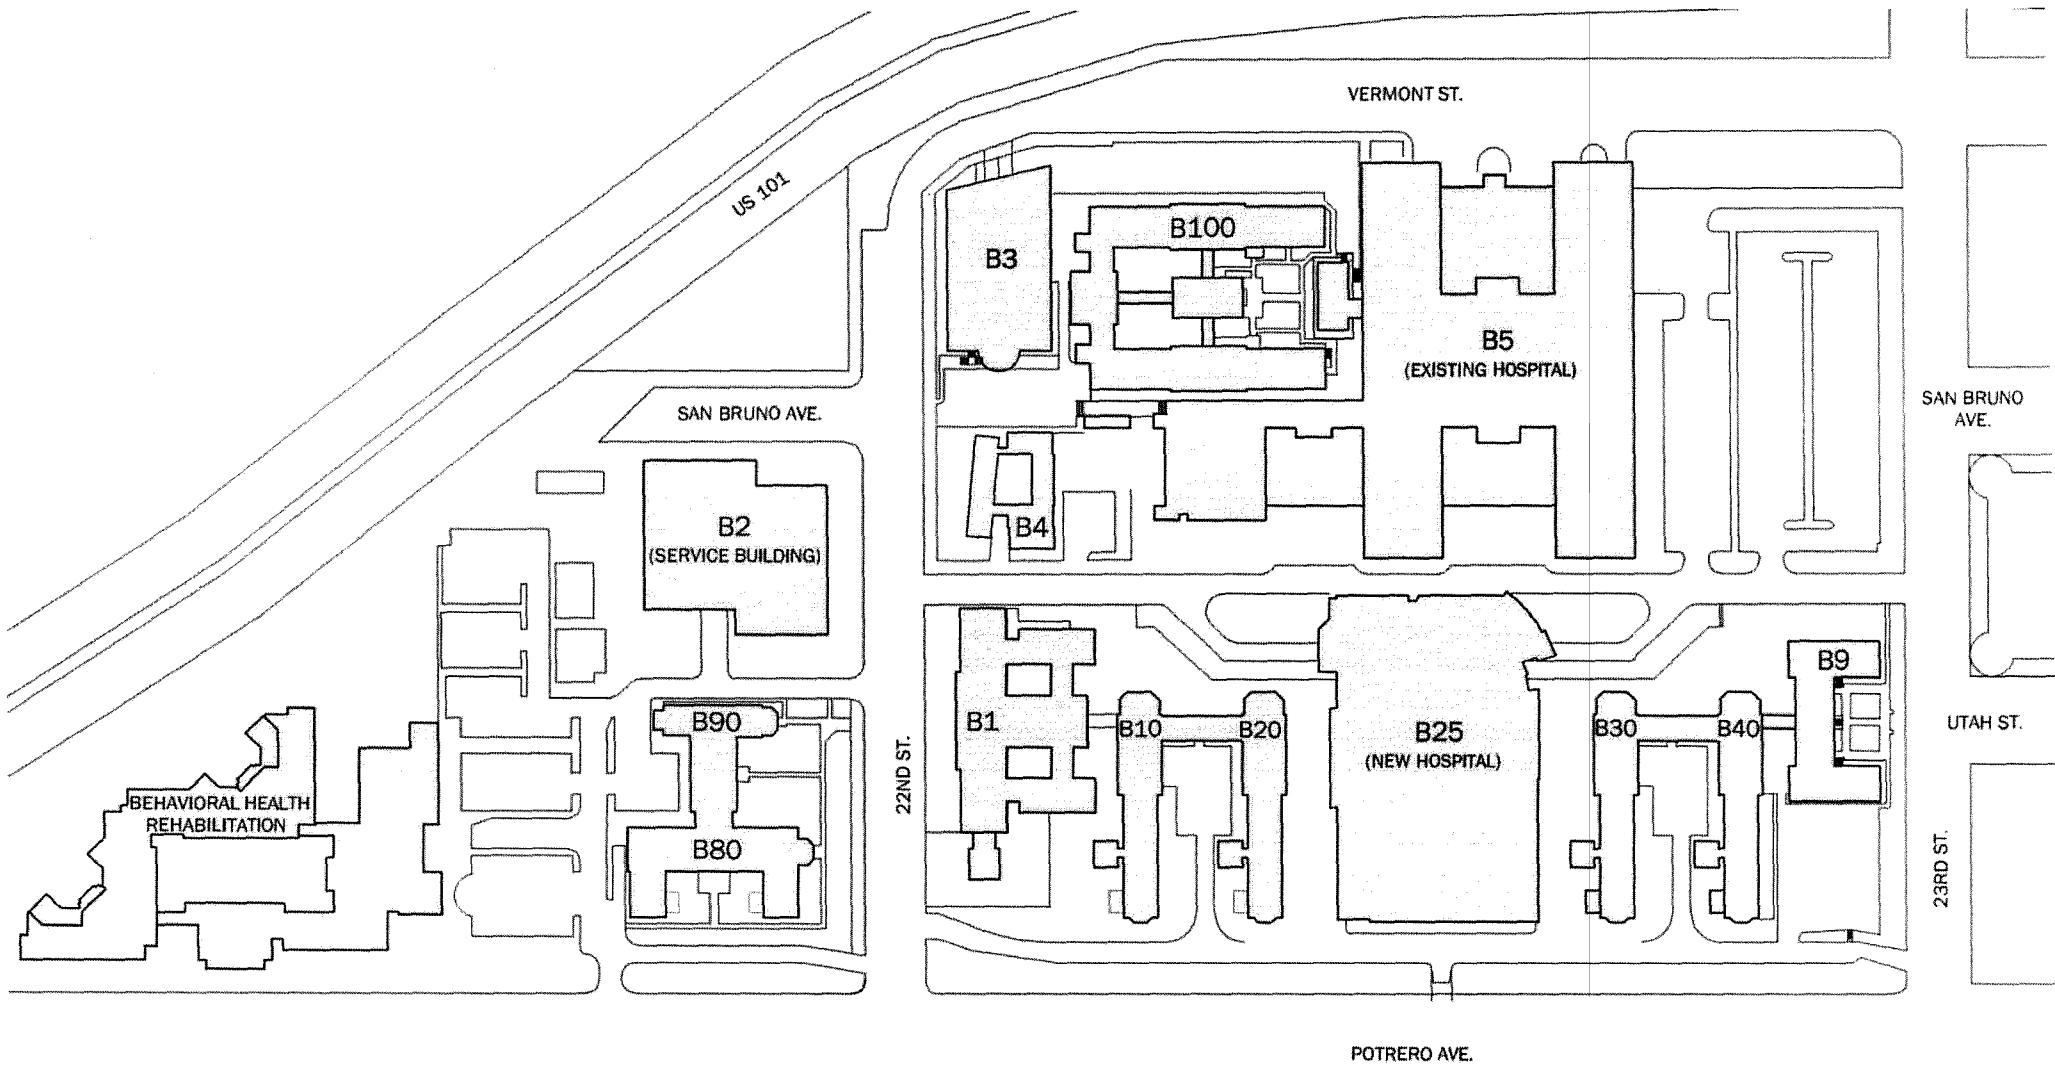 VERMONT ST.
US 101
B100
B3
B5
(EXISTING HOSPITAL)
SAN BRUNO AVE.
SAN BRUNO
AVE.
B2
(SERVICE BUILDING)
B4
B9
B90
B1
B10
B20
B25
(NEW HOSPITAL)
B30
B40
UTAH ST.
22ND ST.
BEHAVIORAL HEALTH
REHABILITATION
B80
23RD ST.
POTRERO AVE.